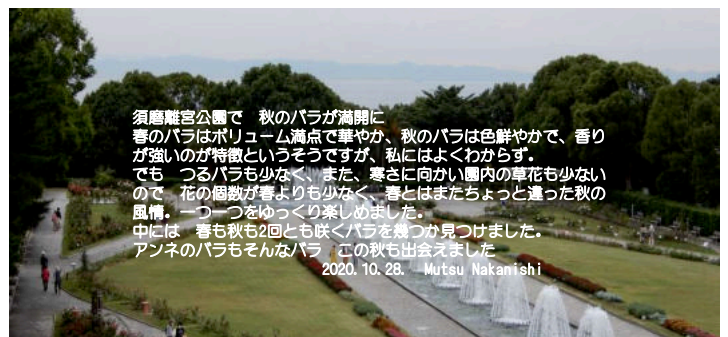 須磨離宮公園で　秋のバラが満開に
春のバラはボリューム満点で華やか、秋のバラは色鮮やかで、香り
が強いのが特徴というそうですが、私にはよくわからず。
でも　つるバラも少なく、また、寒さに向かい園内の草花も少ない
ので　花の個数が春よりも少なく　春とはまたちょっと違った秋の
風情。一つ一つをゆっくり楽しめました。
中には　春も秋も2回とも咲くバラを幾つか見つけました。
アンネのバラもそんなバラ　この秋も出会えました
2020.10.28.　Mutsu Nakanishi